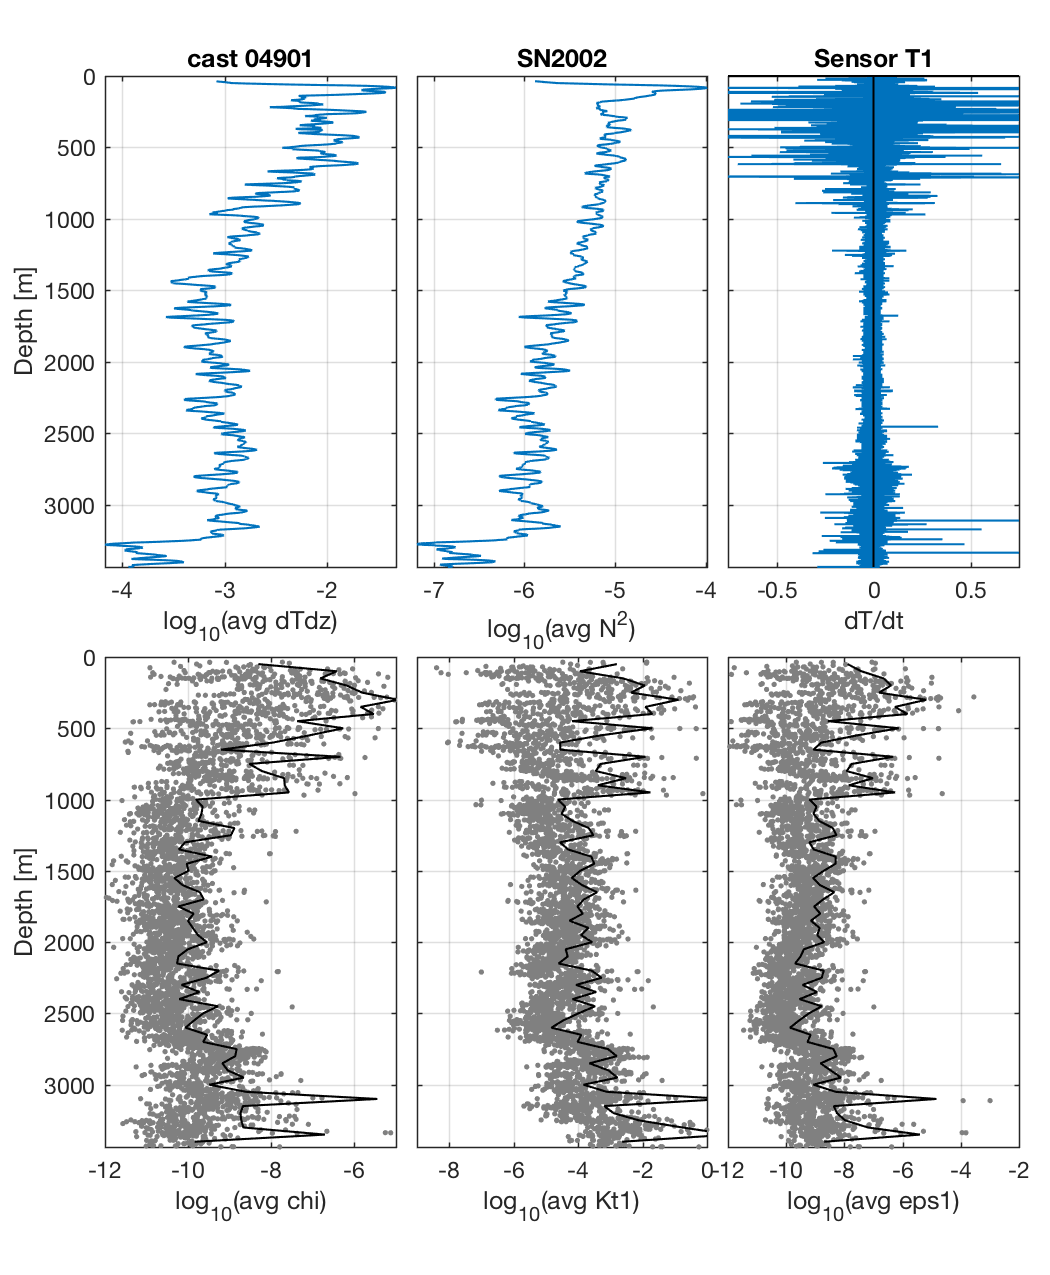 cast 04901 SN2002 Sensor T1
0
500
1000
1500
2000
2500
3000
Depth [m]
-4 -3 -2 -7 -6 -5 -4 -0.5 0 0.5
log10(avg dTdz) log10(avg N2) dT/dt
0
500
1000
1500
2000
2500
3000
Depth [m]
-12 -10 -8 -6 -8 -6 -4 -2 0 -12 -10 -8 -6 -4 -2
log10(avg chi) log10(avg Kt1) log10(avg eps1)